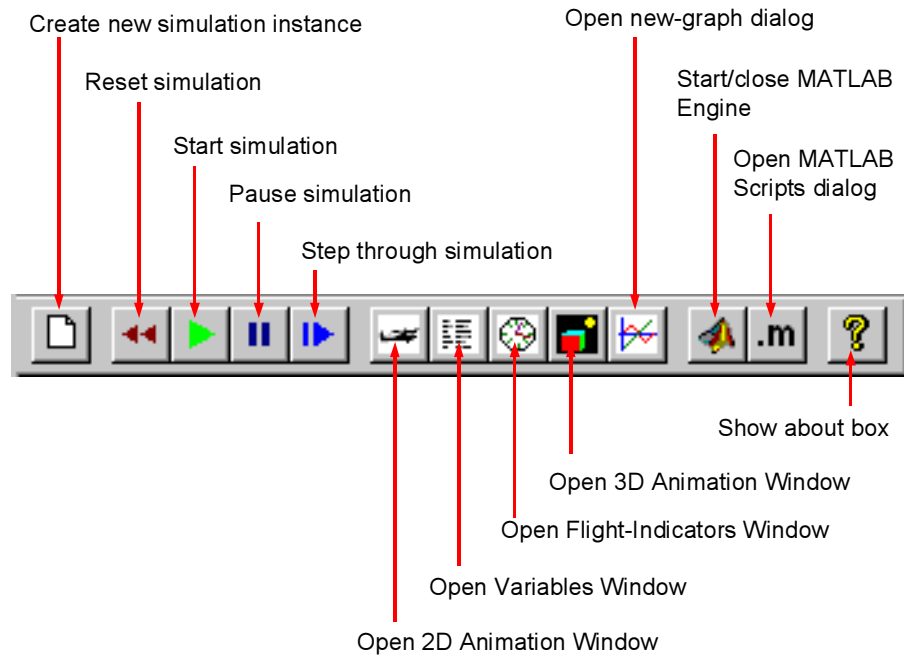 Create new simulation instance
Open new-graph dialog
Reset simulation
Start/close MATLAB
Engine
Start simulation
Open MATLAB
Scripts dialog
Pause simulation
Step through simulation
.m
?
Show about box
Open 3D Animation Window
Open Flight-Indicators Window
Open Variables Window
Open 2D Animation Window